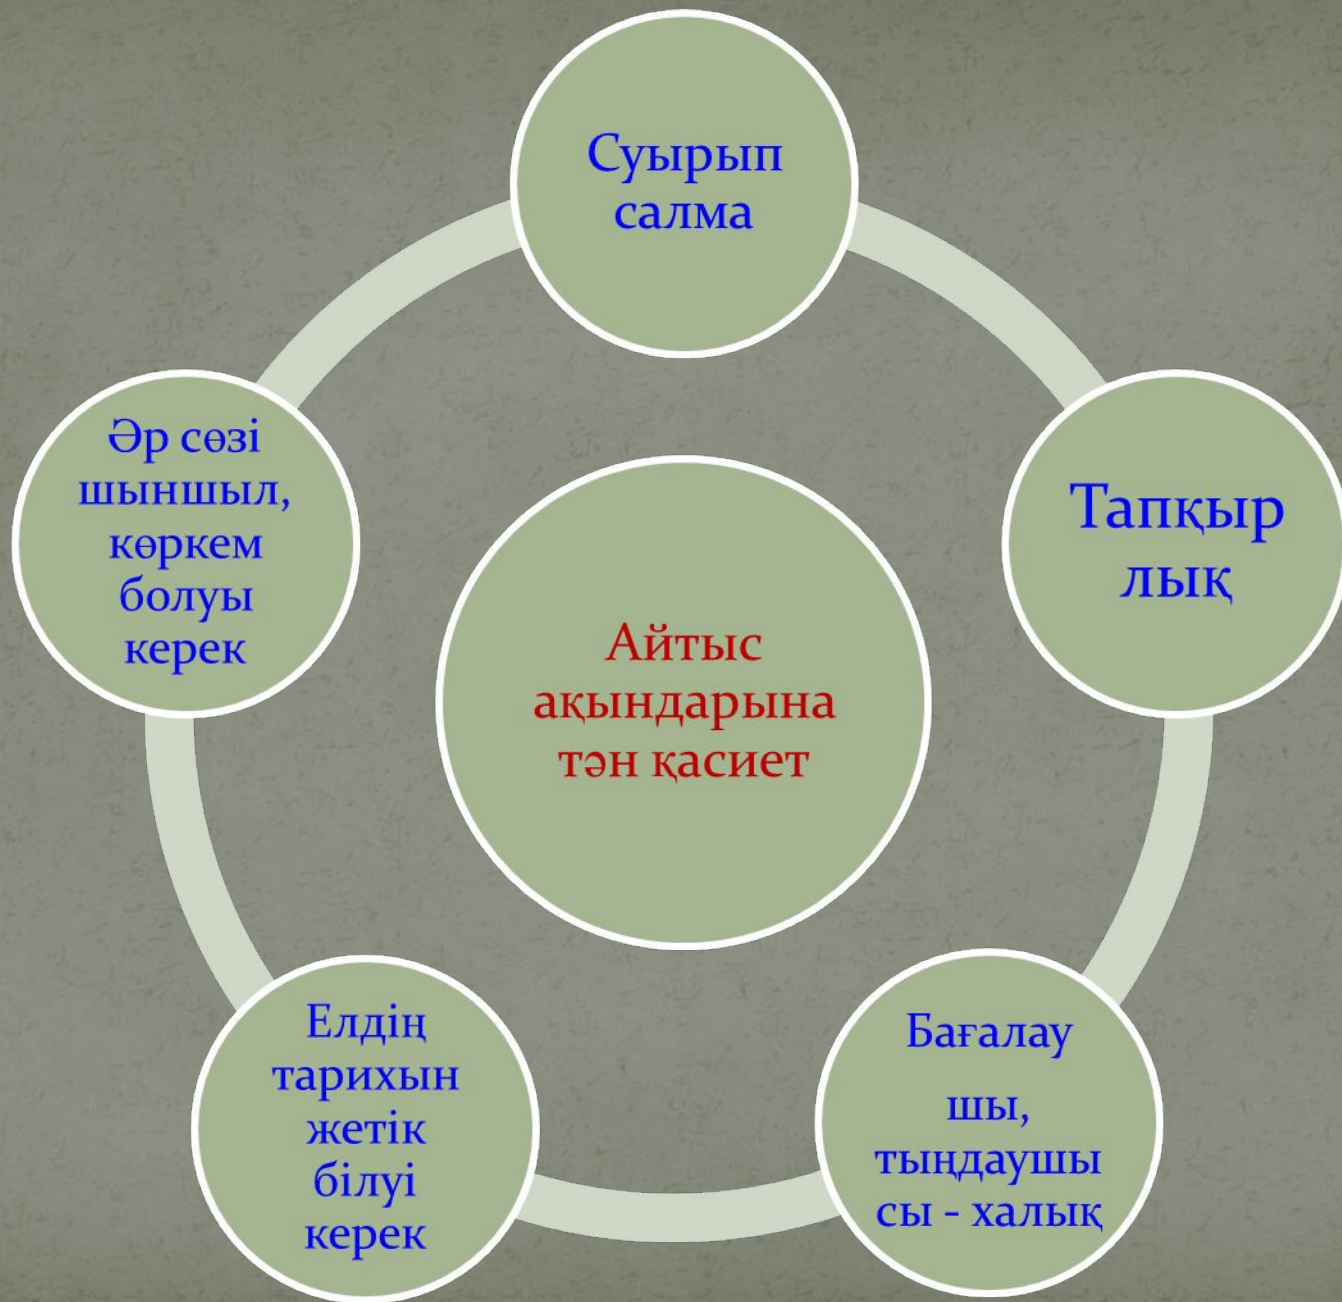 Суырып
салма
Тапқыр
лық
Бағалау
шы,
тыңдаушы
сы - халық
Елдің
тарихын
жетік
білуі
керек
Әр сөзі
шыншыл,
көркем
болуы
керек
Айтыс
ақындарына
тән қасиет